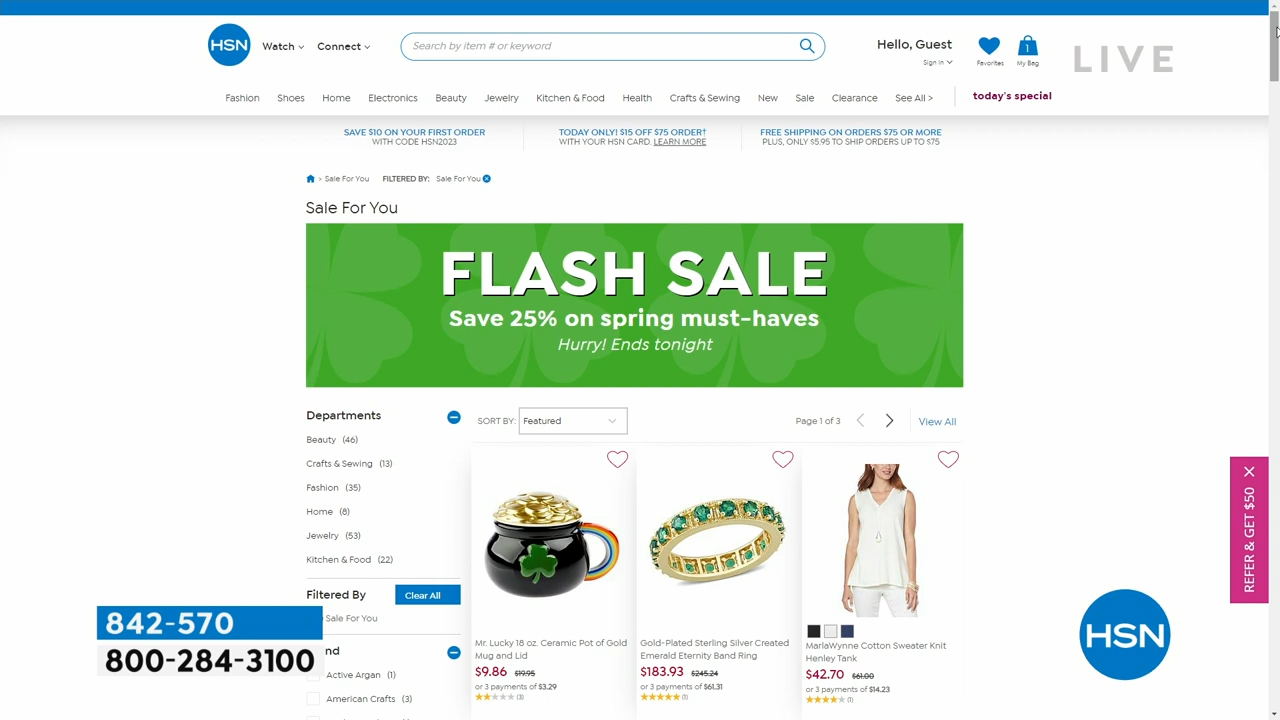 HSN
Watch
Connect
Search by item # or keyword
Hello, Guest
Sign In
Favorites
1
My Bag
LIVE
Fashion
Shoes
Home
Electronics
Beauty
Jewelry
Kitchen & Food
Health
Crafts & Sewing
New
Sale
Clearance
See All >
today's special
SAVE $10 ON YOUR FIRST ORDER
WITH CODE HSN2023
TODAY ONLY! $15 OFF $75 ORDER†
WITH YOUR HSN CARD. LEARN MORE
FREE SHIPPING ON ORDERS $75 OR MORE
PLUS, ONLY $5.95 TO SHIP ORDERS UP TO $75
> Sale For You
FILTERED BY: Sale For You
Sale For You
FLASH SALE
Save 25% on spring must-haves
Hurry! Ends tonight
Departments
Beauty (46)
Crafts & Sewing (13)
Fashion (35)
Home (8)
Jewelry (53)
Kitchen & Food (22)
Filtered By
Clear All
Sale For You
nd
Active Argan (1)
American Crafts (3)
SORT BY: Featured
Page 1 of 3
View All
Mr. Lucky 18 oz. Ceramic Pot of Gold
Mug and Lid
$9.86 $19.95
or 3 payments of $3.29
(3)
Gold-Plated Sterling Silver Created
Emerald Eternity Band Ring
$183.93 $245.24
or 3 payments of $61.31
(1)
MarlaWynne Cotton Sweater Knit
Henley Tank
$42.70 $61.00
or 3 payments of $14.23
(1)
REFER & GET $50
842-570
800-284-3100
HSN